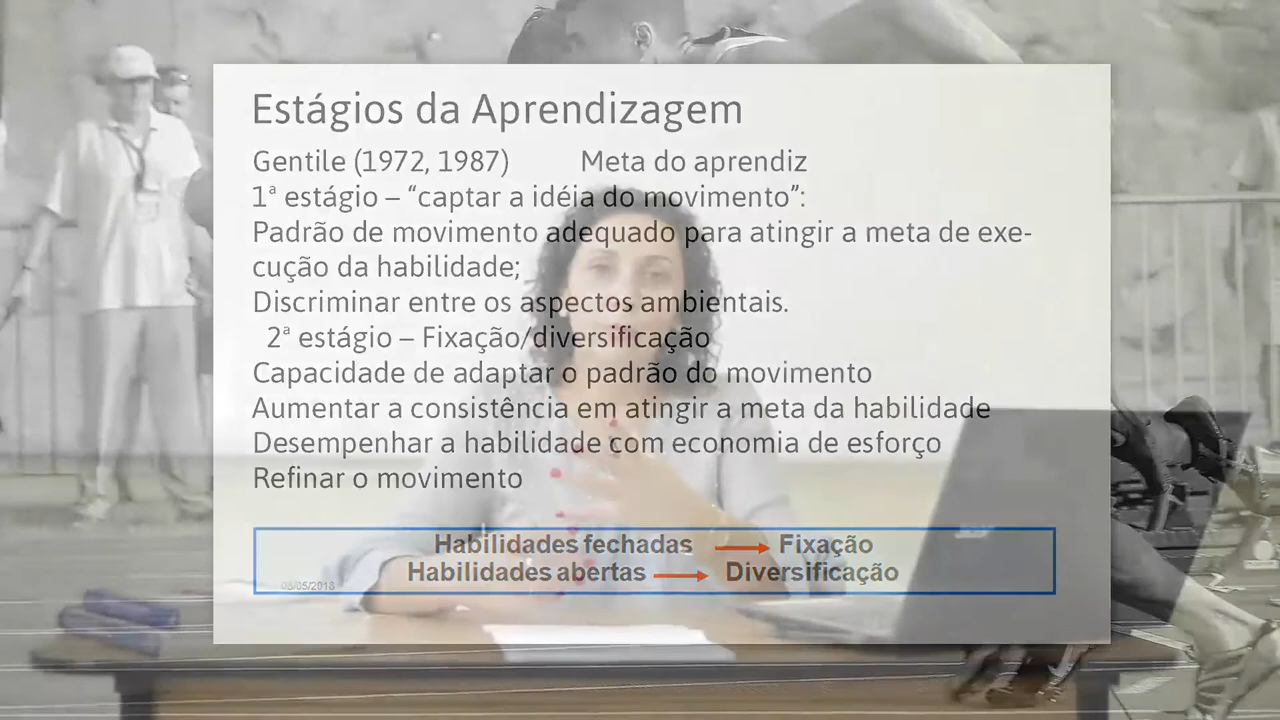 Estágios da Aprendizagem
Gentile (1972, 1987) Meta do aprendiz
1ª estágio – “captar a idéia do movimento”:
Padrão de movimento adequado para atingir a meta de exe-
cução da habilidade;
Discriminar entre os aspectos ambientais.
2ª estágio – Fixação/diversificação
Capacidade de adaptar o padrão do movimento
Aumentar a consistência em atingir a meta da habilidade
Desempenhar a habilidade com economia de esforço
Refinar o movimento
Habilidades fechadas → Fixação
Habilidades abertas → Diversificação
08/05/2018